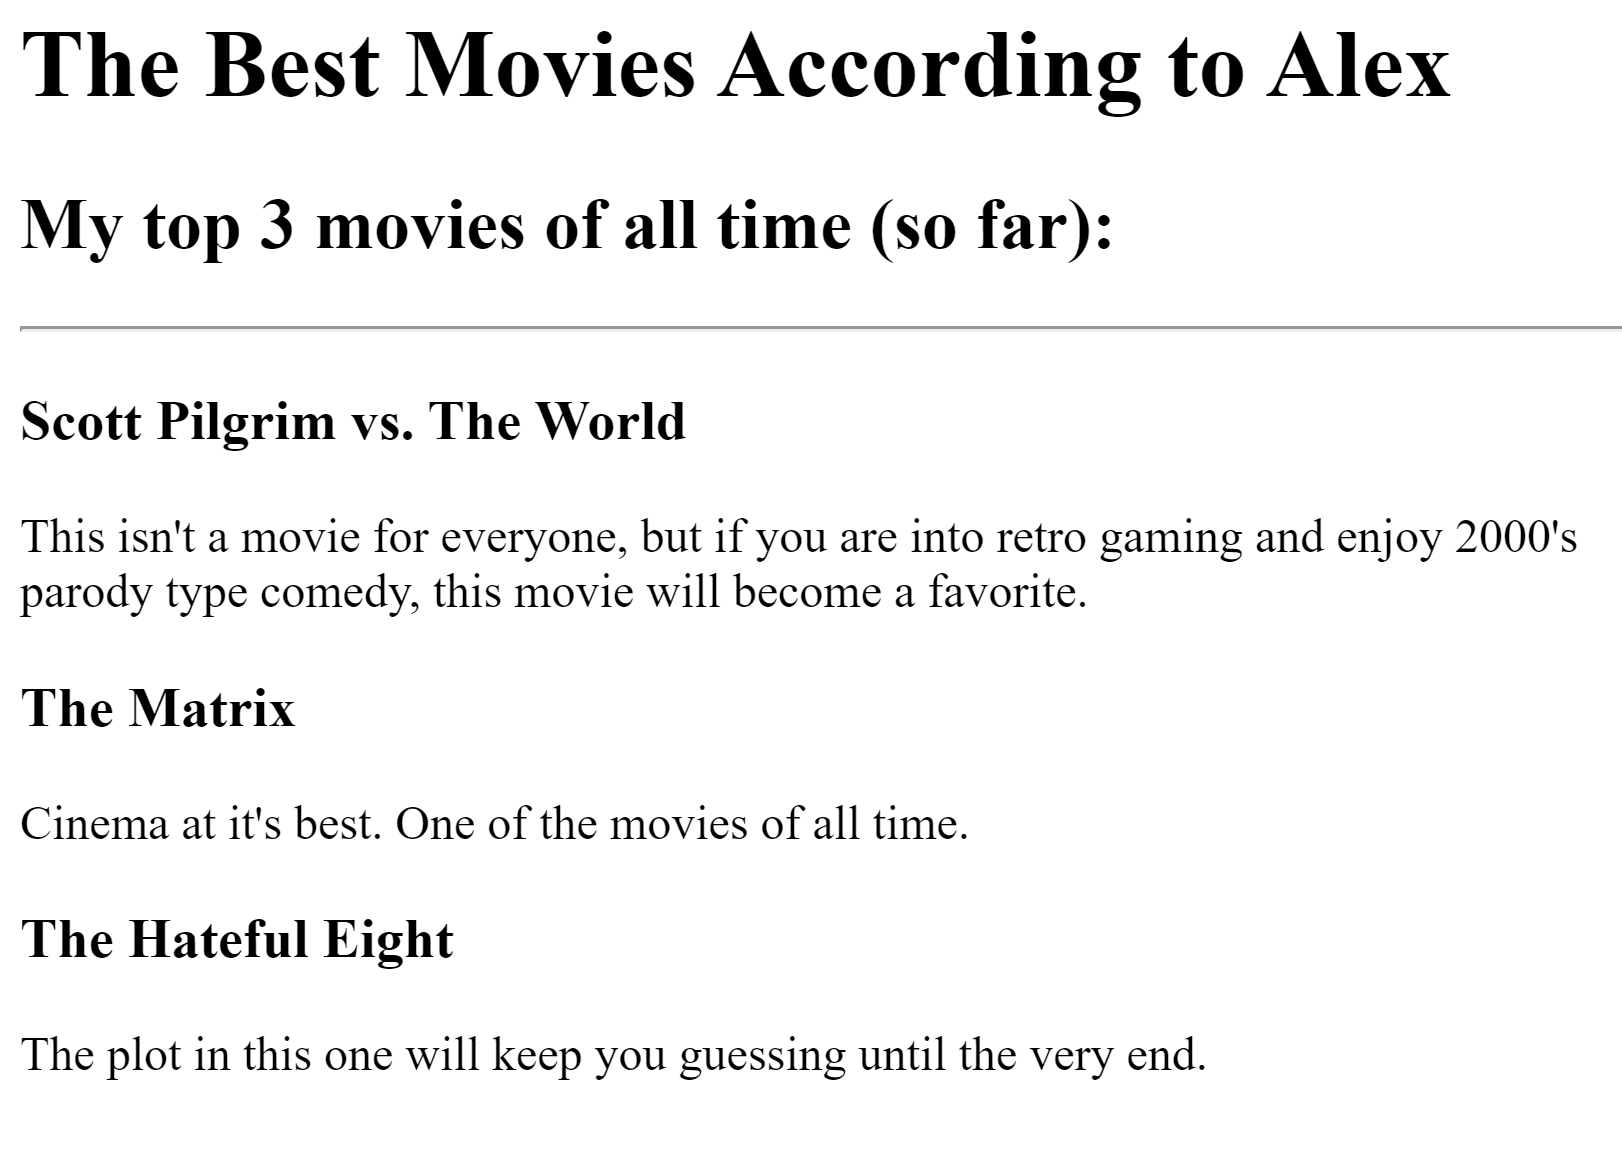 The Best Movies According to Alex
My top 3 movies of all time (so far):
Scott Pilgrim vs. The World
This isn't a movie for everyone, but if you are into retro gaming and enjoy 2000's
parody type comedy, this movie will become a favorite.
The Matrix
Cinema at it's best. One of the movies of all time.
The Hateful Eight
The plot in this one will keep you guessing until the very end.